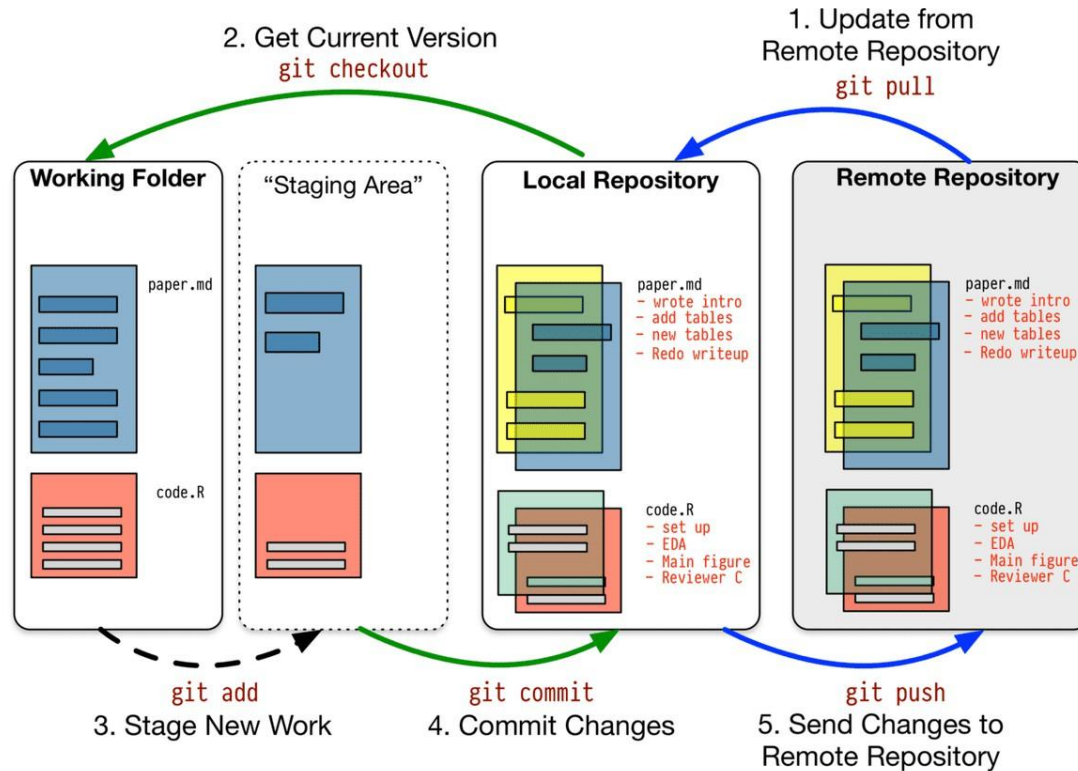 1. Update from
Remote Repository
git pull
2. Get Current Version
git checkout
Working Folder
paper.md
code.R
“Staging Area”
Local Repository
paper.md
- wrote intro
- add tables
- new tables
- Redo writeup
code.R
- set up
- EDA
- Main figure
- Reviewer C
Remote Repository
paper.md
- wrote intro
- add tables
- new tables
- Redo writeup
code.R
- set up
- EDA
- Main figure
- Reviewer C
git add
3. Stage New Work
git commit
4. Commit Changes
git push
5. Send Changes to
Remote Repository